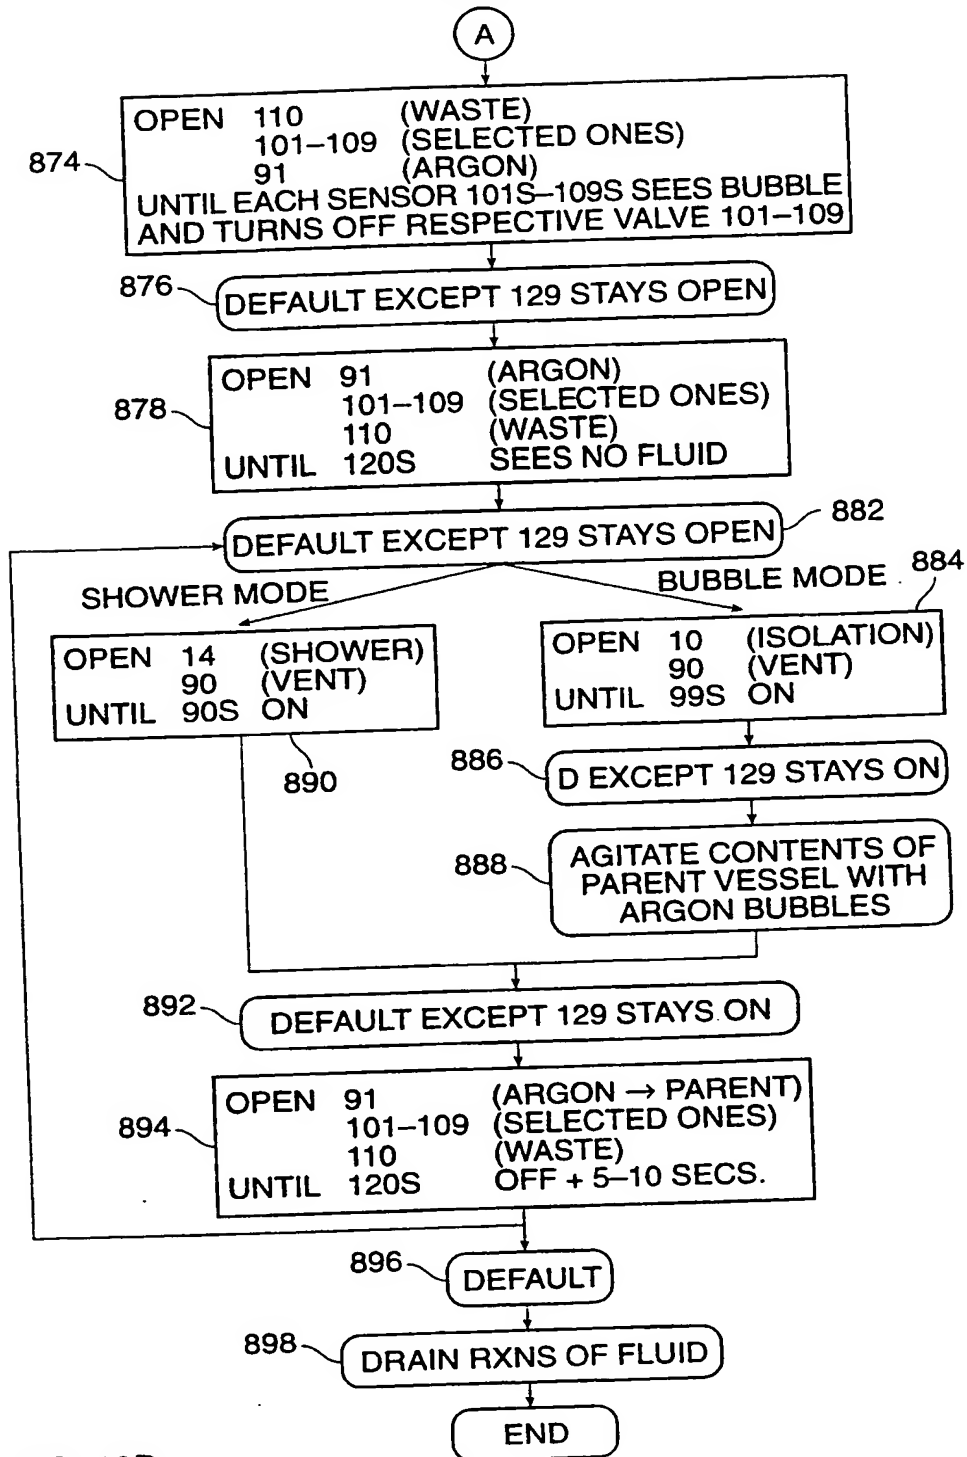 A
874
OPEN 110 (WASTE)
101–109 (SELECTED ONES)
91 (ARGON)
UNTIL EACH SENSOR 101S–109S SEES BUBBLE
AND TURNS OFF RESPECTIVE VALVE 101–109
876
DEFAULT EXCEPT 129 STAYS OPEN
878
OPEN 91 (ARGON)
101–109 (SELECTED ONES)
110 (WASTE)
UNTIL 120S SEES NO FLUID
882
DEFAULT EXCEPT 129 STAYS OPEN
SHOWER MODE
BUBBLE MODE
884
OPEN 14 (SHOWER)
90 (VENT)
UNTIL 90S ON
890
OPEN 10 (ISOLATION)
90 (VENT)
UNTIL 99S ON
886
D EXCEPT 129 STAYS ON
888
AGITATE CONTENTS OF
PARENT VESSEL WITH
ARGON BUBBLES
892
DEFAULT EXCEPT 129 STAYS ON
894
OPEN 91 (ARGON → PARENT)
101–109 (SELECTED ONES)
110 (WASTE)
UNTIL 120S OFF + 5–10 SECS.
896
DEFAULT
898
DRAIN RXNS OF FLUID
END